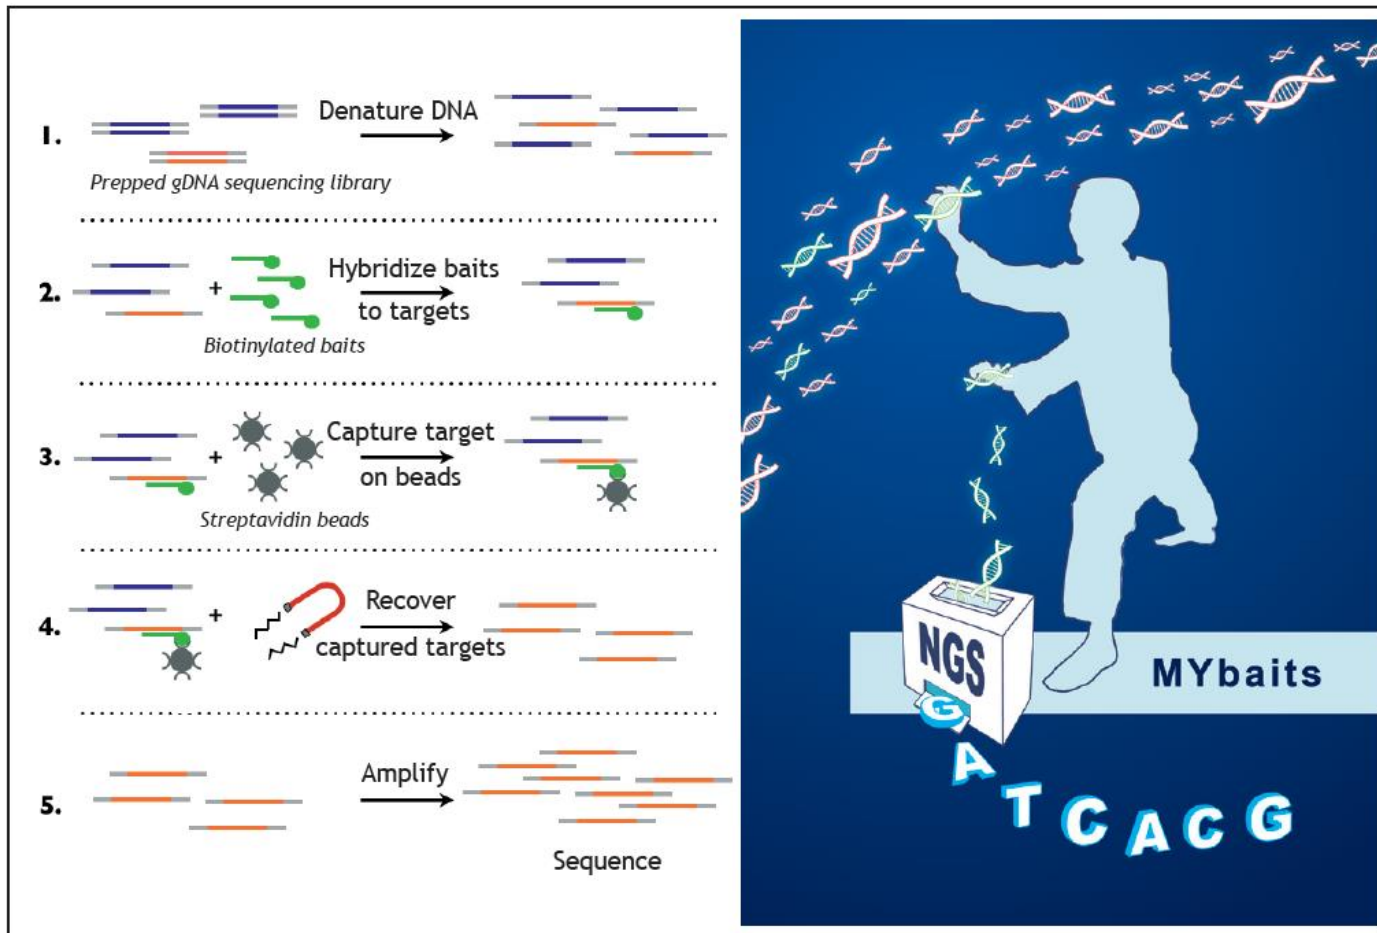 1.
Denature DNA
Prepped gDNA sequencing library
2.
+
Hybridize baits
to targets
Biotinylated baits
3.
+
Capture target
on beads
Streptavidin beads
4.
+
Recover
captured targets
5.
Amplify
Sequence
NGS
MYbaits
G
A
T
C
A
C
G